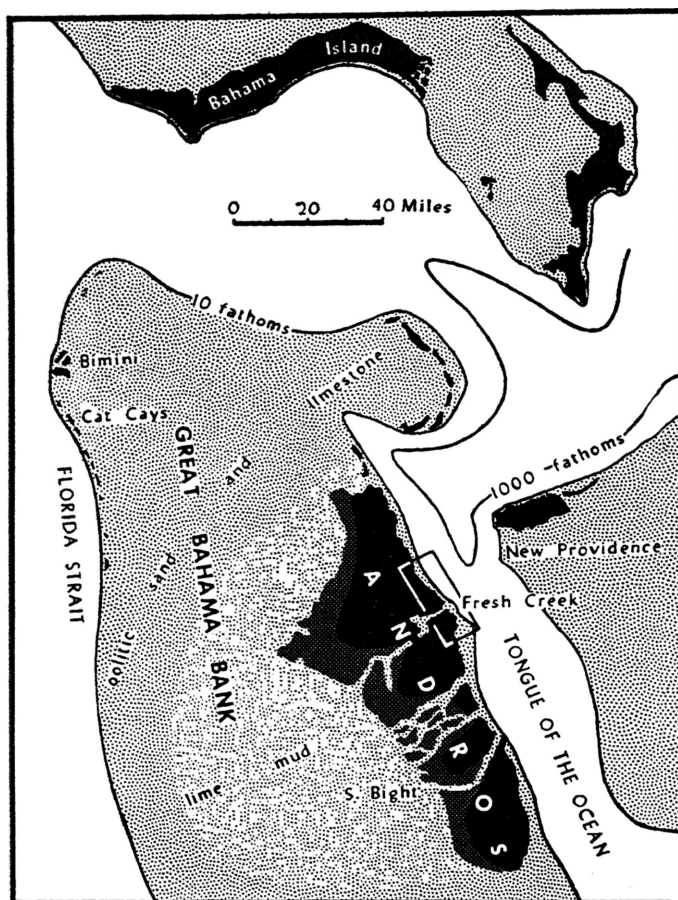 Bahama Island
0 20 40 Miles
10 fathoms
Bimini
Cat Cays
limestone
and
oolitic sand
GREAT BAHAMA BANK
FLORIDA STRAIT
1000-fathoms
New Providence
Fresh Creek
ANDROS
TONGUE OF THE OCEAN
lime mud
S. Bight